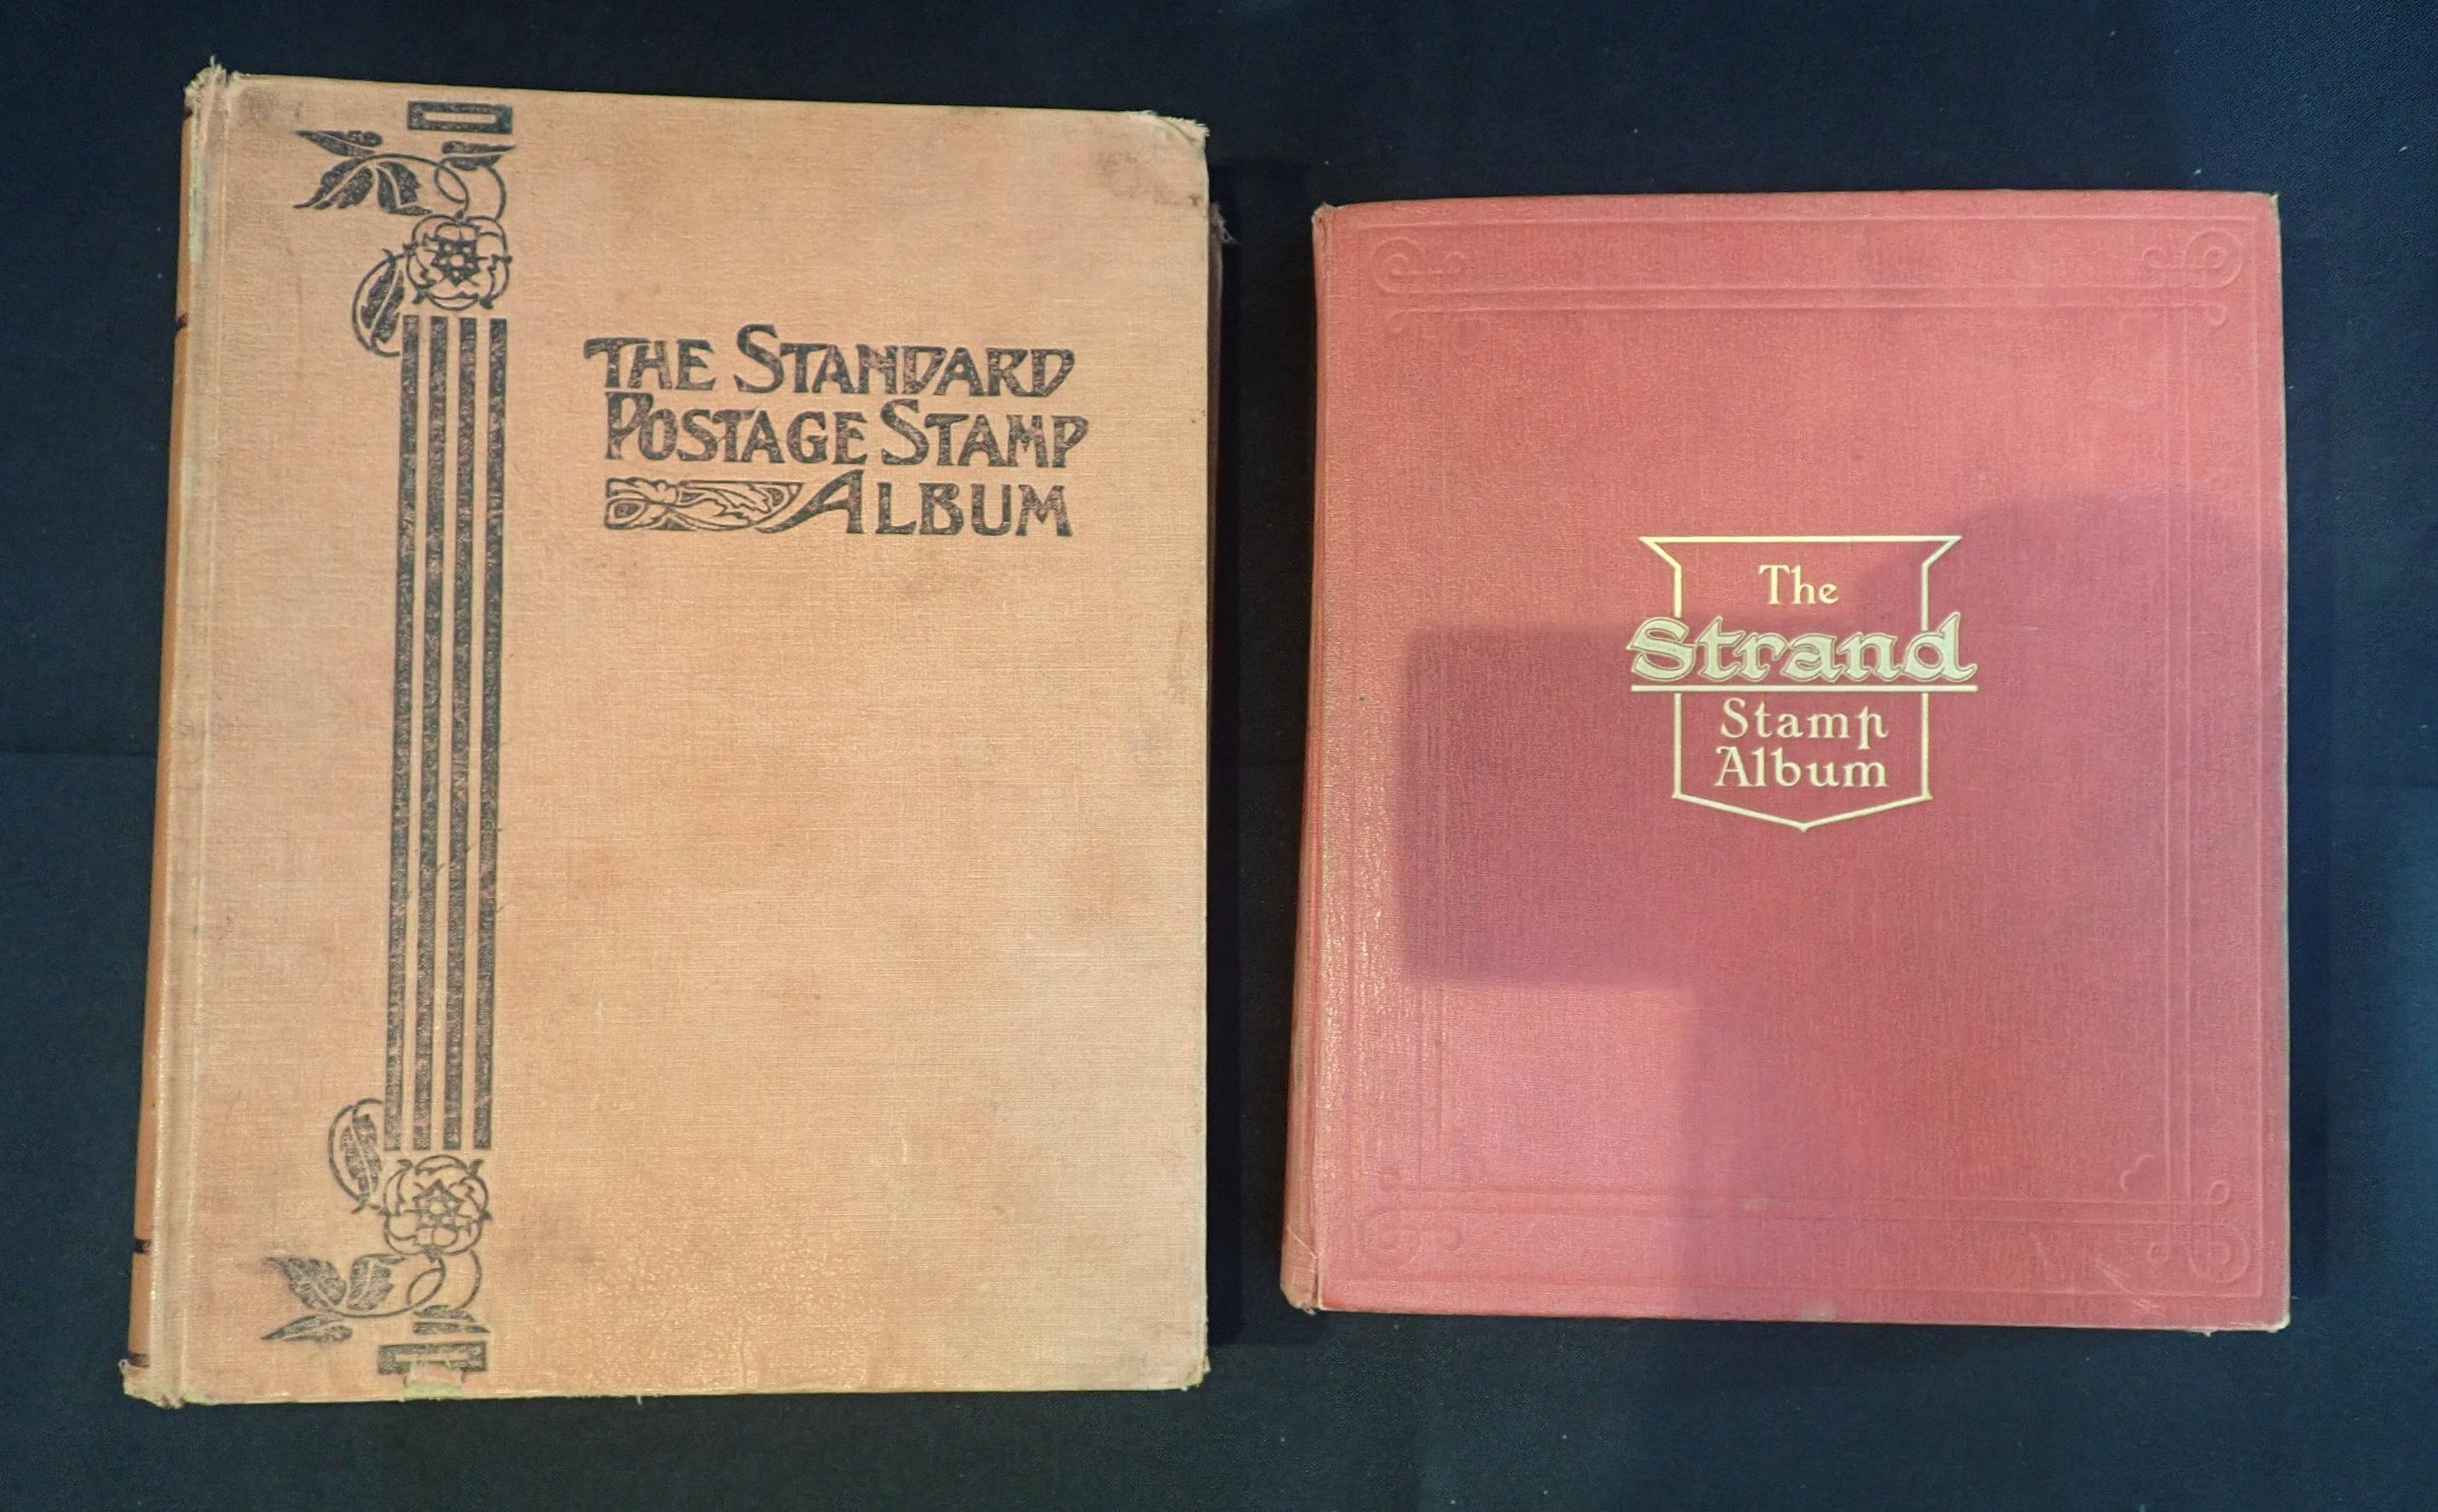 THE STANDARD
POSTAGE STAMP
ALBUM
The
Strand
Stamp
Album